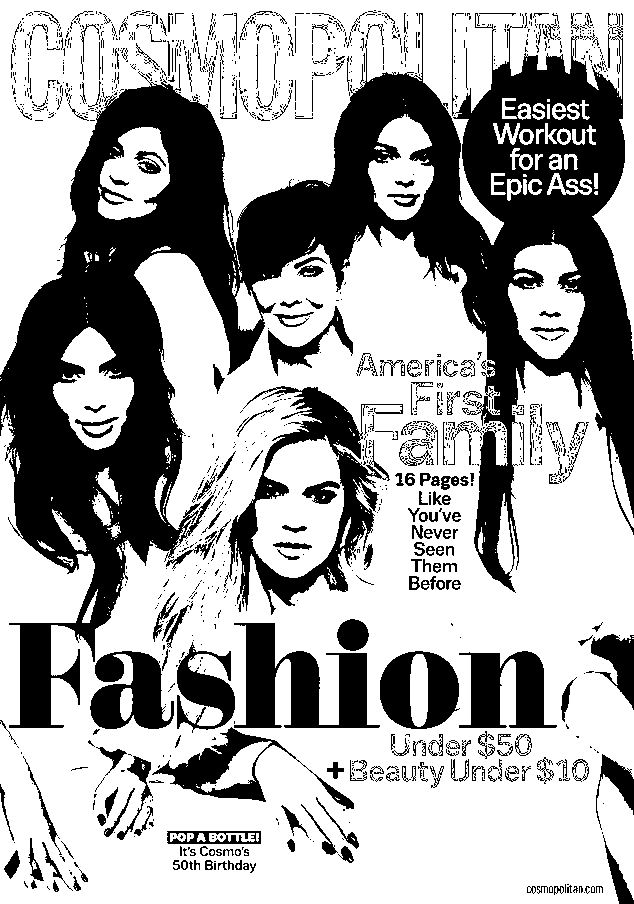 COSMOPOLITAN
Easiest
Workout
for an
Epic Ass!
America's
First
Family
16 Pages!
Like
You've
Never
Seen
Them
Before
Fashion
Under $50
+Beauty Under $10
POP A BOTTLE!
It's Cosmo's
50th Birthday
cosmopolitan.com